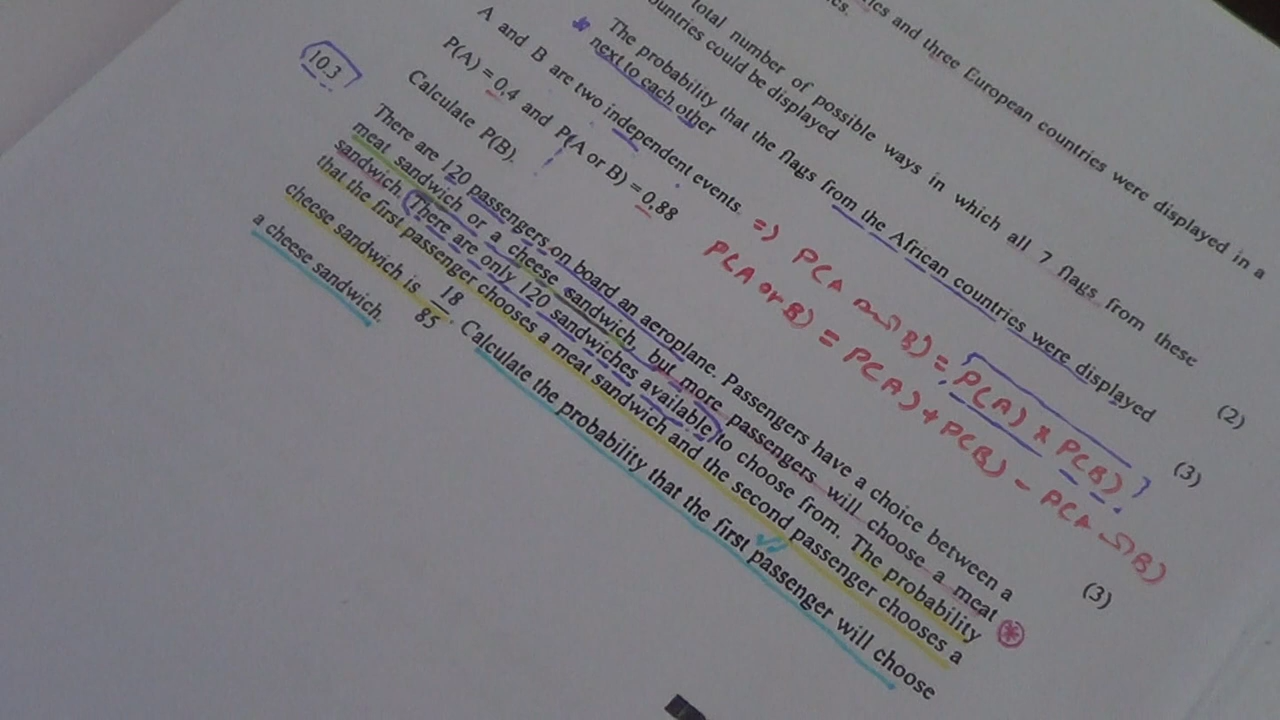 ies and three European countries were displayed in a
es.
total number of possible ways in which all 7 flags from these
ountries could be displayed (2)
The probability that the flags from the African countries were displayed
next to each other (3)
A and B are two independent events.
P(A) = 0,4 and P(A or B) = 0,88
Calculate P(B). (3)
=> P(A and B) = P(A) x P(B)
P(A or B) = P(A) + P(B) - P(A ∩ B)
10.3
There are 120 passengers on board an aeroplane. Passengers have a choice between a
meat sandwich or a cheese sandwich, but more passengers will choose a meat
sandwich. There are only 120 sandwiches available to choose from. The probability
that the first passenger chooses a meat sandwich and the second passenger chooses a
cheese sandwich is 18/85. Calculate the probability that the first passenger will choose
a cheese sandwich.